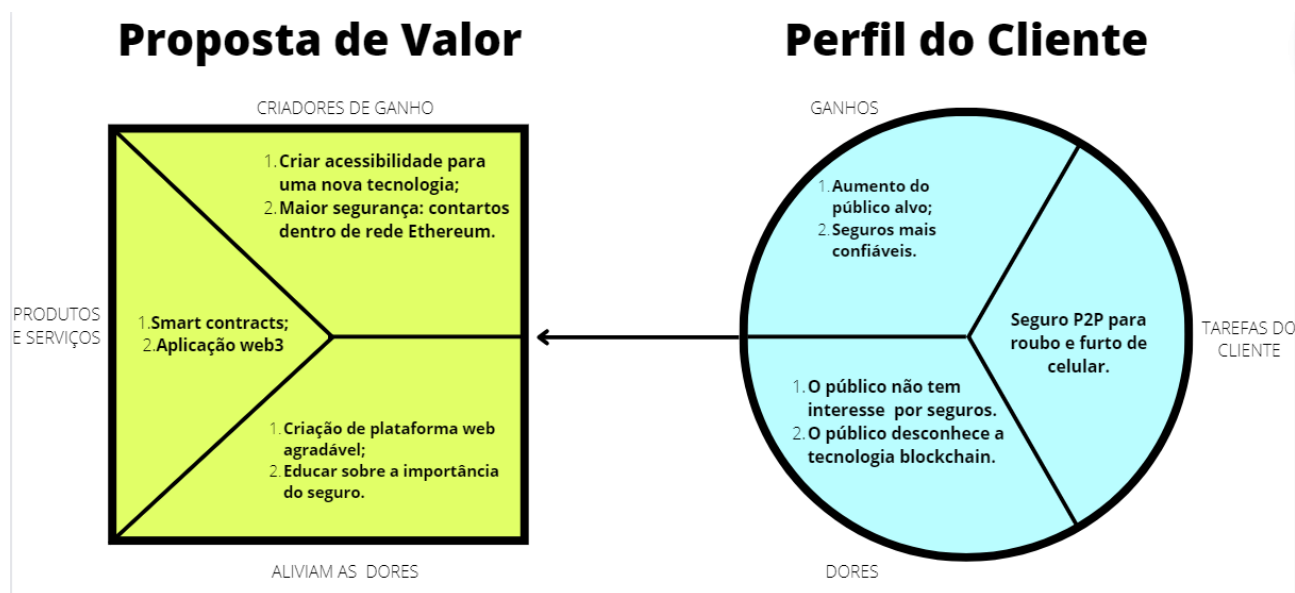 Proposta de Valor
CRIADORES DE GANHO
1. Criar acessibilidade para
uma nova tecnologia;
2. Maior segurança: contartos
dentro de rede Ethereum.
PRODUTOS
E SERVIÇOS
1. Smart contracts;
2. Aplicação web3
1. Criação de plataforma web
agradável;
2. Educar sobre a importância
do seguro.
ALIVIAM AS DORES
Perfil do Cliente
GANHOS
1. Aumento do
público alvo;
2. Seguros mais
confiáveis.
Seguro P2P para
roubo e furto de
celular.
TAREFAS DO
CLIENTE
1. O público não tem
interesse por seguros.
2. O público desconhece a
tecnologia blockchain.
DORES